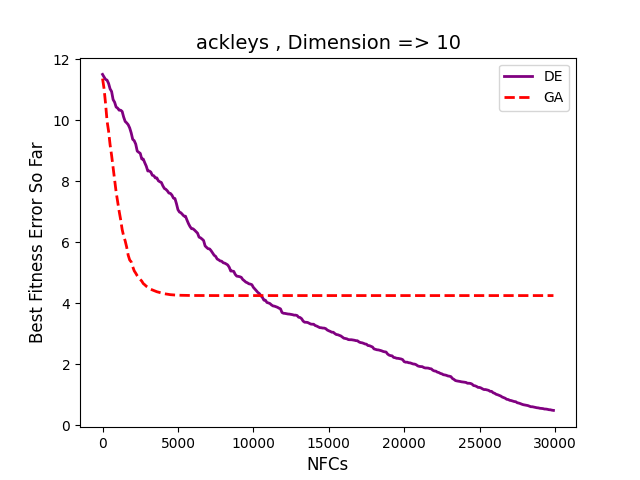 ackleys , Dimension => 10
Best Fitness Error So Far
12
10
8
6
4
2
0
DE
GA
0 5000 10000 15000 20000 25000 30000
NFCs